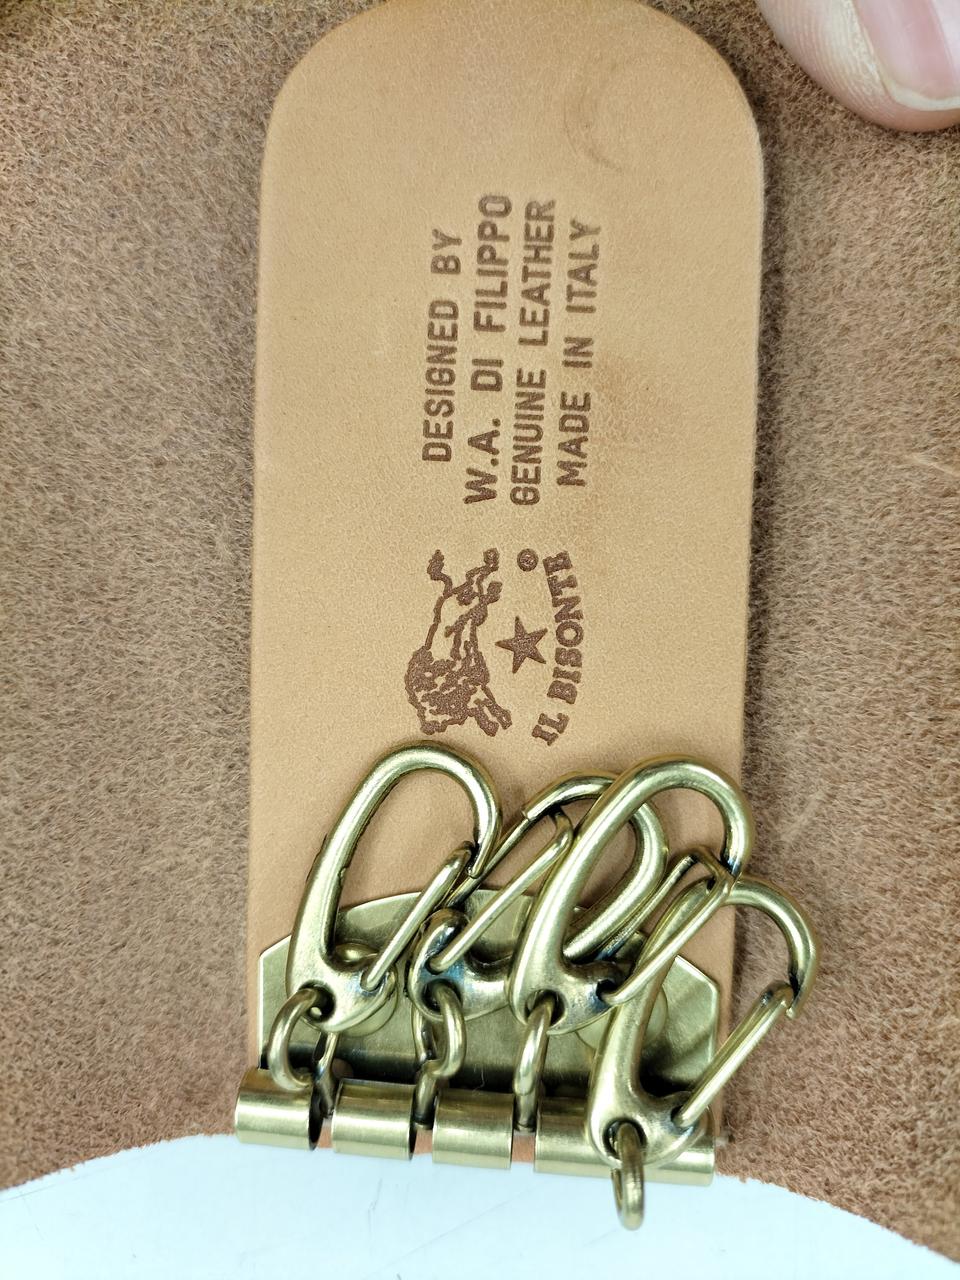 DESIGNED BY
W.A. DI FILIPPO
GENUINE LEATHER
MADE IN ITALY
®
IL BISONTE